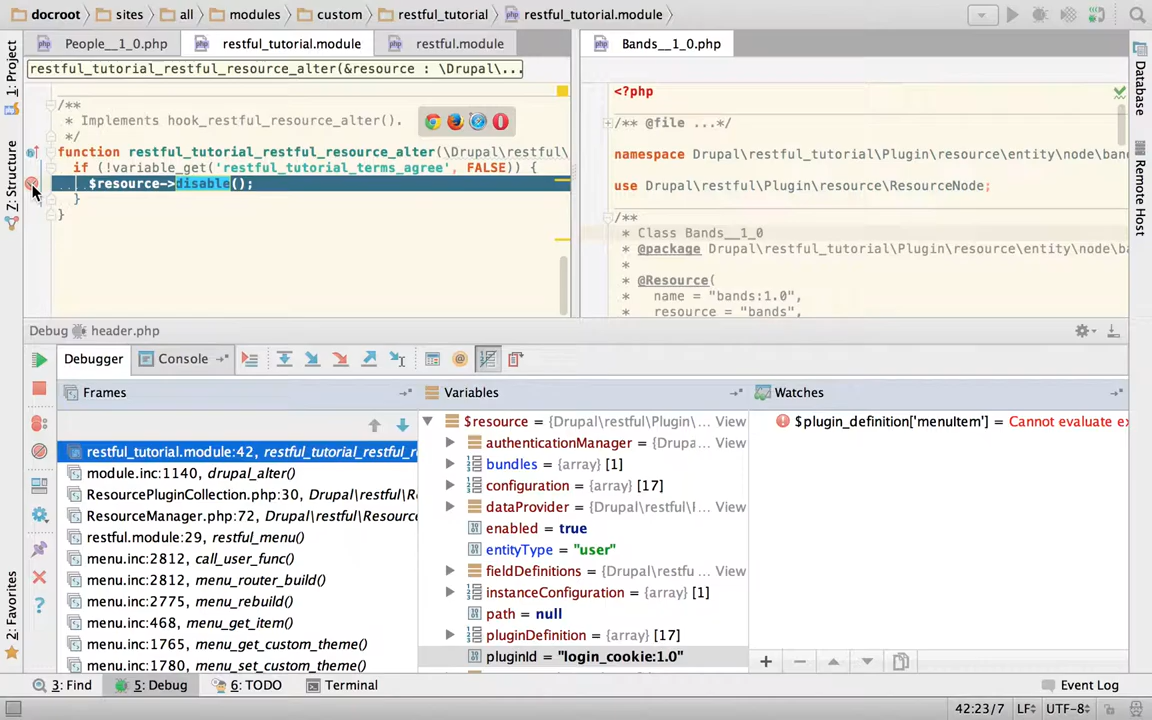 docroot sites all modules custom restful_tutorial restful_tutorial.module
People__1_0.php restful_tutorial.module restful.module Bands__1_0.php
restful_tutorial_restful_resource_alter(&resource : \Drupal\...
/**
* Implements hook_restful_resource_alter().
*/
function restful_tutorial_restful_resource_alter(\Drupal\restful\
if (!variable_get('restful_tutorial_terms_agree', FALSE)) {
$resource->disable();
}
}
<?php
/** @file ...*/
namespace Drupal\restful_tutorial\Plugin\resource\entity\node\ban
use Drupal\restful\Plugin\resource\ResourceNode;
/**
* Class Bands__1_0
* @package Drupal\restful_tutorial\Plugin\resource\entity\node\ba
*
* @Resource(
* name = "bands:1.0",
* resource = "bands",
1: Project
Z: Structure
2: Favorites
Database
Remote Host
Debug header.php
Debugger Console
Frames
restful_tutorial.module:42, restful_tutorial_restful_r
module.inc:1140, drupal_alter()
ResourcePluginCollection.php:30, Drupal\restful\R
ResourceManager.php:72, Drupal\restful\Resour
restful.module:29, restful_menu()
menu.inc:2812, call_user_func()
menu.inc:2812, menu_router_build()
menu.inc:2775, menu_rebuild()
menu.inc:468, menu_get_item()
menu.inc:1765, menu_get_custom_theme()
menu.inc:1780, menu_set_custom_theme()
Variables
$resource = {Drupal\restful\Plugin\ ... View
authenticationManager = {Drupa... View
bundles = {array} [1]
configuration = {array} [17]
dataProvider = {Drupal\restful\l... View
enabled = true
entityType = "user"
fieldDefinitions = {Drupal\restfu ... View
instanceConfiguration = {array} [1]
path = null
pluginDefinition = {array} [17]
pluginId = "login_cookie:1.0"
Watches
$plugin_definition['menuItem'] = Cannot evaluate ex
3: Find 5: Debug 6: TODO Terminal Event Log
42:23/7 LF UTF-8